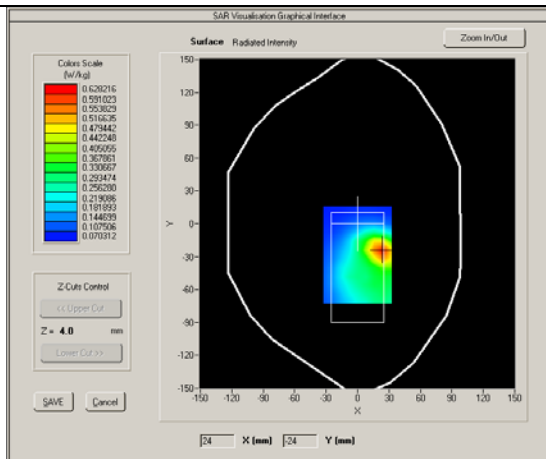 SAR Visualisation Graphical Interface
Surface Radiated Intensity
Zoom In/Out
Colors Scale
(W/kg)
0.628216
0.591023
0.553829
0.516635
0.479442
0.442248
0.405055
0.367861
0.330667
0.293474
0.256280
0.219086
0.181893
0.144699
0.107506
0.070312
Z-Cuts Control
<< Upper Cut
Z = 4.0 mm
Lower Cut >>
SAVE Cancel
150-
120-
90-
60-
30-
0-
-30-
-60-
-90-
-120-
-150-
Y
-150 -120 -90 -60 -30 0 30 60 90 120 150
X
24 X (mm) -24 Y (mm)